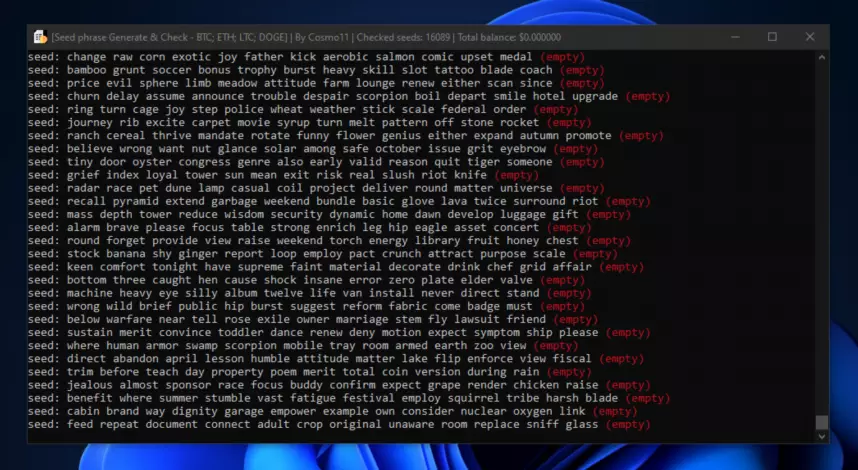 [Seed phrase Generate & Check - BTC; ETH; LTC; DOGE] | By Cosmo11 | Checked seeds: 16089 | Total balance: $0.000000
seed: change raw corn exotic joy father kick aerobic salmon comic upset medal (empty)
seed: bamboo grunt soccer bonus trophy burst heavy skill slot tattoo blade coach (empty)
seed: price evil sphere limb meadow attitude farm lounge renew either scan since (empty)
seed: churn delay assume announce trouble despair scorpion boil depart smile hotel upgrade (empty)
seed: ring turn cage joy step police wheat weather stick scale federal order (empty)
seed: journey rib excite carpet movie syrup turn melt pattern off stone rocket (empty)
seed: ranch cereal thrive mandate rotate funny flower genius either expand autumn promote (empty)
seed: believe wrong want nut glance solar among safe october issue grit eyebrow (empty)
seed: tiny door oyster congress genre also early valid reason quit tiger someone (empty)
seed: grief index loyal tower sun mean exit risk real slush riot knife (empty)
seed: radar race pet dune lamp casual coil project deliver round matter universe (empty)
seed: recall pyramid extend garbage weekend bundle basic glove lava twice surround riot (empty)
seed: mass depth tower reduce wisdom security dynamic home dawn develop luggage gift (empty)
seed: alarm brave please focus table strong enrich leg hip eagle asset concert (empty)
seed: round forget provide view raise weekend torch energy library fruit honey chest (empty)
seed: stock banana shy ginger report loop employ pact crunch attract purpose scale (empty)
seed: keen comfort tonight have supreme faint material decorate drink chef grid affair (empty)
seed: bottom three caught hen cause shock insane error zero plate elder valve (empty)
seed: machine heavy eye silly album twelve life van install never direct stand (empty)
seed: wrong wild brief public hip burst suggest reform fabric come badge must (empty)
seed: below warfare near tell rose exile owner marriage stem fly lawsuit friend (empty)
seed: sustain merit convince toddler dance renew deny motion expect symptom ship please (empty)
seed: where human armor swamp scorpion mobile tray room armed earth zoo view (empty)
seed: direct abandon april lesson humble attitude matter lake flip enforce view fiscal (empty)
seed: trim before teach day property poem merit total coin version during rain (empty)
seed: jealous almost sponsor race focus buddy confirm expect grape render chicken raise (empty)
seed: benefit where summer stumble vast fatigue festival employ squirrel tribe harsh blade (empty)
seed: cabin brand way dignity garage empower example own consider nuclear oxygen link (empty)
seed: feed repeat document connect adult crop original unaware room replace sniff glass (empty)